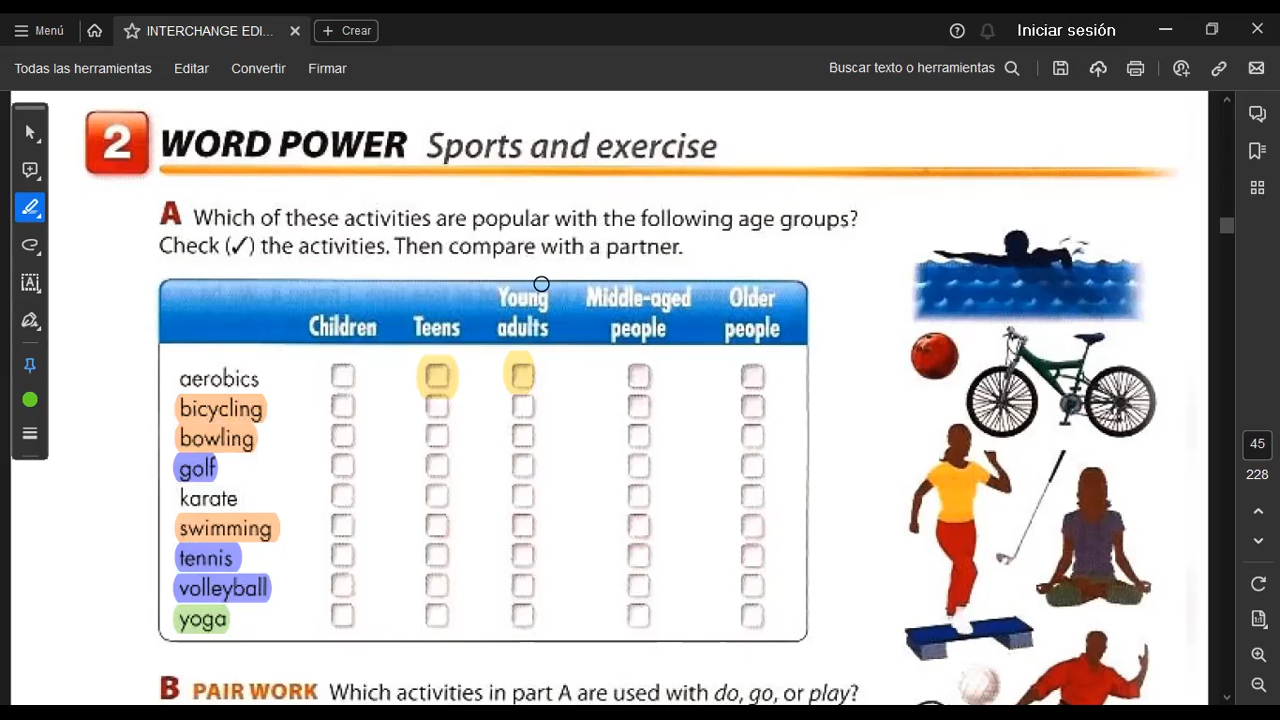 Menú
INTERCHANGE EDI...
Crear
Iniciar sesión
Todas las herramientas
Editar
Convertir
Firmar
Buscar texto o herramientas
2 WORD POWER Sports and exercise
A Which of these activities are popular with the following age groups?
Check (✓) the activities. Then compare with a partner.
Children
Teens
Young adults
Middle-aged people
Older people
aerobics
bicycling
bowling
golf
karate
swimming
tennis
volleyball
yoga
B PAIR WORK Which activities in part A are used with do, go, or play?
45
228